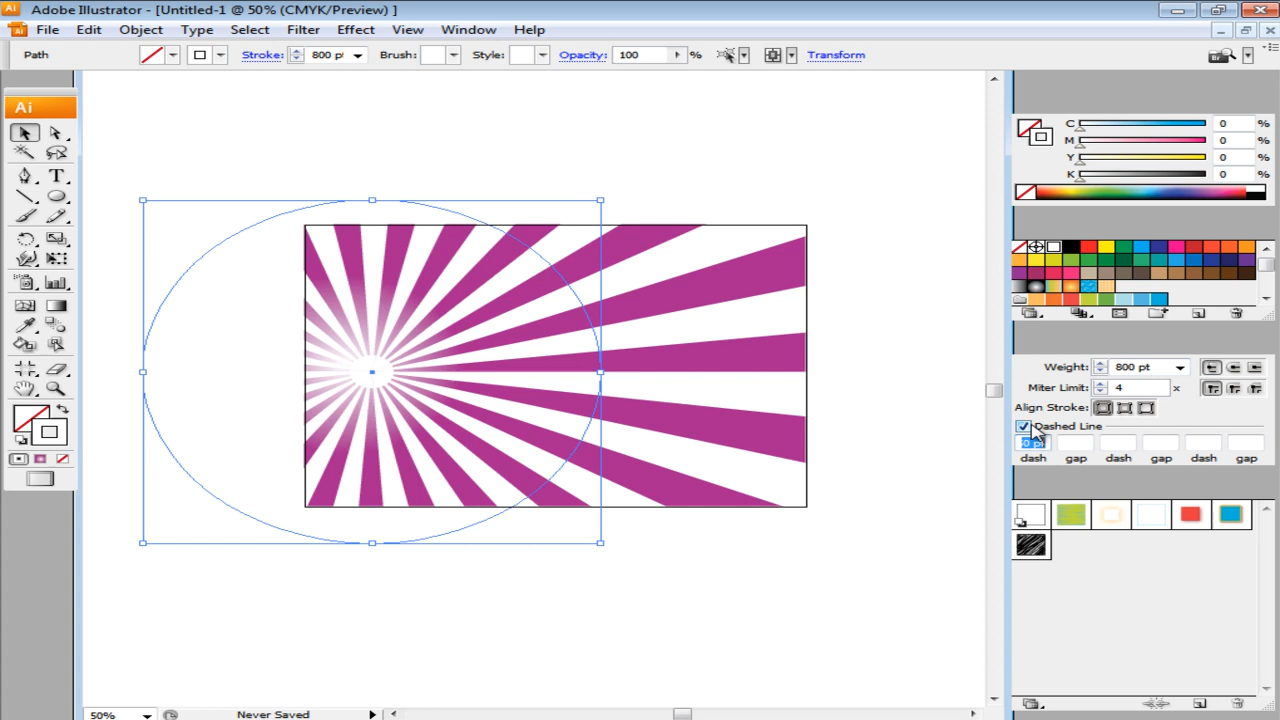 Adobe Illustrator - [Untitled-1 @ 50% (CMYK/Preview) ]
File Edit Object Type Select Filter Effect View Window Help
Path Stroke: 800 pt Brush: Style: Opacity: 100 % Transform
Ai
C 0 %
M 0 %
Y 0 %
K 0 %
Weight: 800 pt
Miter Limit: 4 x
Align Stroke:
Dashed Line
dash gap dash gap dash gap
50% Never Saved